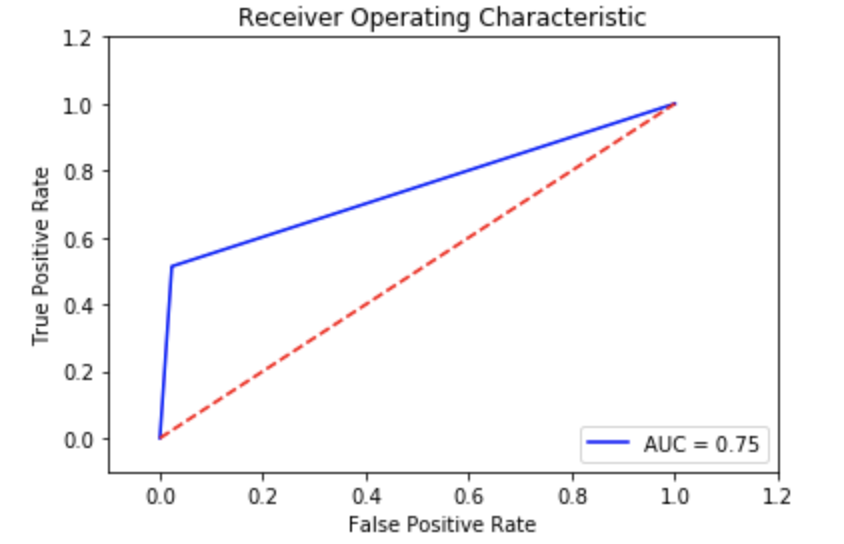 Receiver Operating Characteristic
1.2
1.0
0.8
0.6
0.4
0.2
0.0
True Positive Rate
AUC = 0.75
0.0 0.2 0.4 0.6 0.8 1.0 1.2
False Positive Rate